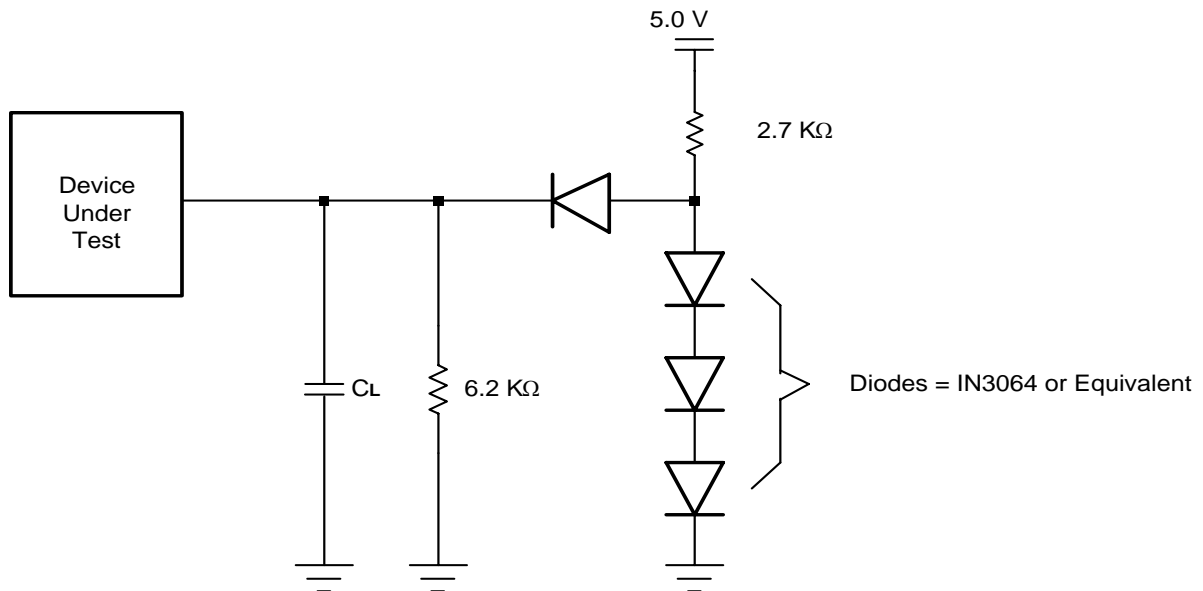 5.0 V
2.7 KΩ
Device
Under
Test
CL
6.2 KΩ
Diodes = IN3064 or Equivalent